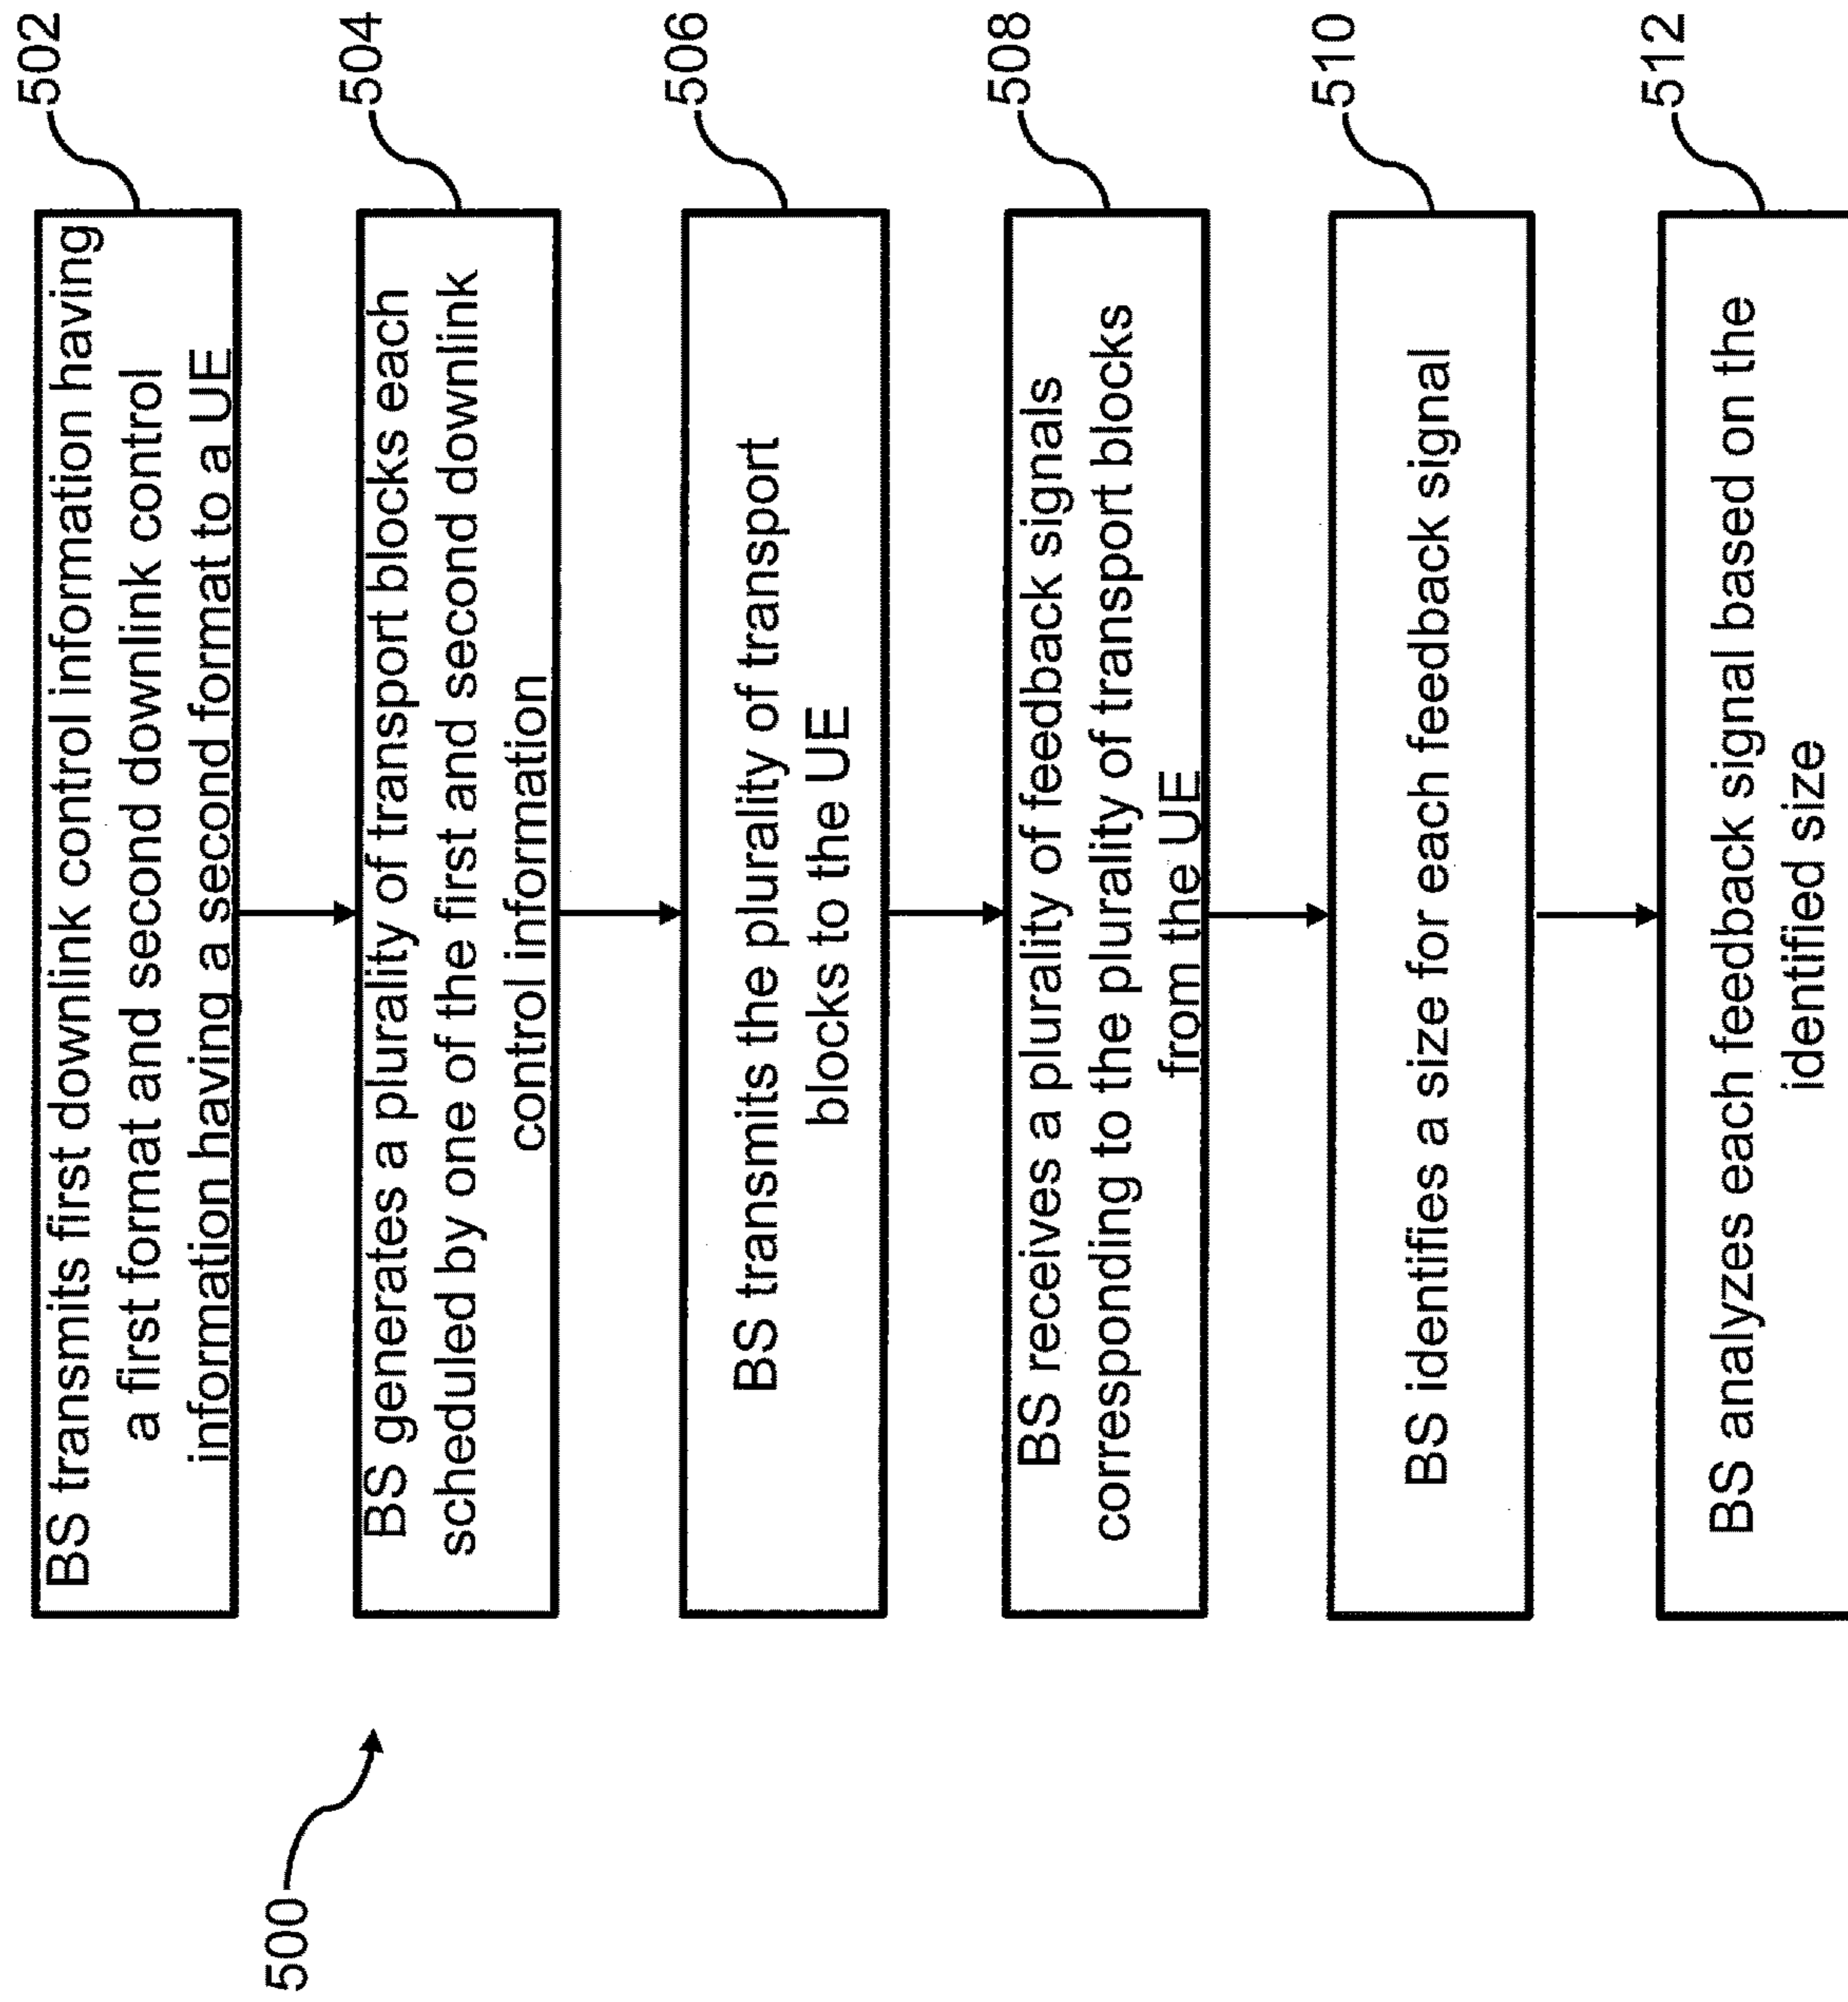 500
BS transmits first downlink control information having
a first format and second downlink control
information having a second format to a UE
502
BS generates a plurality of transport blocks each
scheduled by one of the first and second downlink
control information
504
BS transmits the plurality of transport
blocks to the UE
506
BS receives a plurality of feedback signals
corresponding to the plurality of transport blocks
from the UE
508
BS identifies a size for each feedback signal
510
BS analyzes each feedback signal based on the
identified size
512